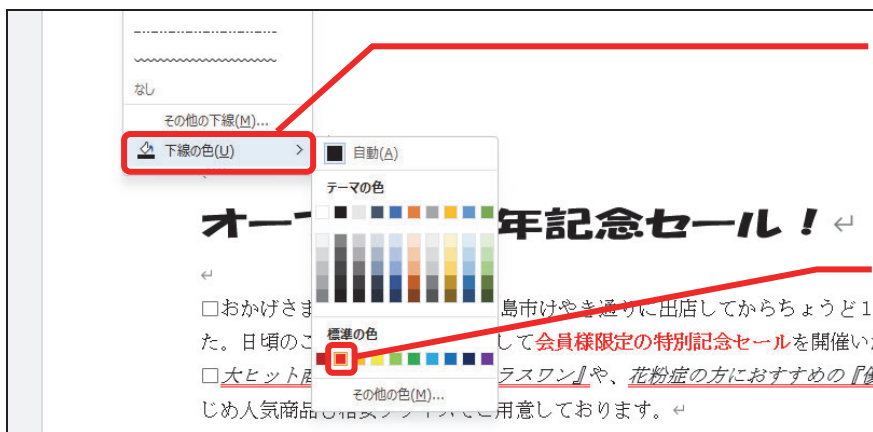 なし
その他の下線(M)...
下線の色(U)
自動(A)
テーマの色
オー 年記念セール！
□おかげさま 島市けやき通りに出店してからちょうど1
標準の色
た。日頃のこ して会員様限定の特別記念セールを開催い
□大ヒット商 ラスワン』や、花粉症の方におすすめの『優
その他の色(M)...
じめ人気商品 用意しております。